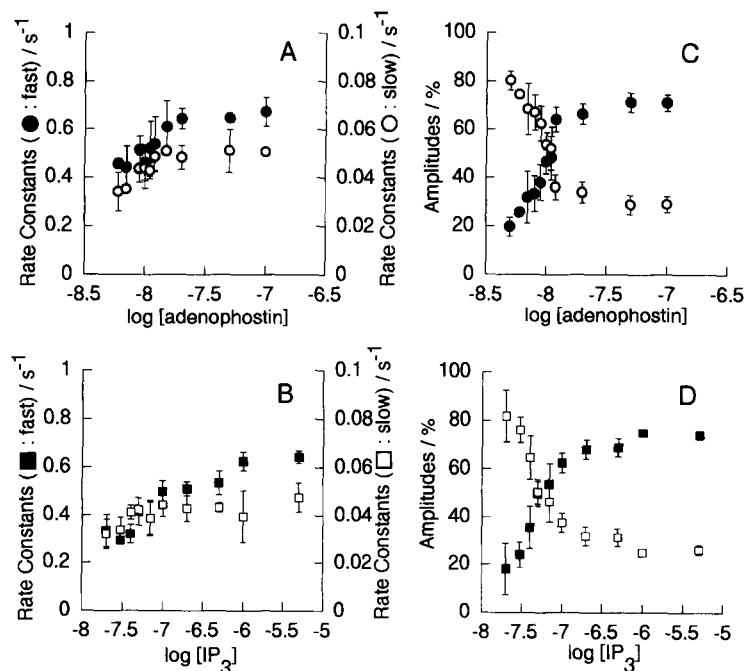 A
Rate Constants (●: fast) / s⁻¹
1
0.8
0.6
0.4
0.2
0
Rate Constants (○: slow) / s⁻¹
0.1
0.08
0.06
0.04
0.02
0
-8.5 -8 -7.5 -7 -6.5
log [adenophostin]
C
Amplitudes / %
100
80
60
40
20
0
-8.5 -8 -7.5 -7 -6.5
log [adenophostin]
B
Rate Constants (■: fast) / s⁻¹
1
0.8
0.6
0.4
0.2
0
Rate Constants (□: slow) / s⁻¹
0.1
0.08
0.06
0.04
0.02
0
-8 -7.5 -7 -6.5 -6 -5.5 -5
log [IP₃]
D
Amplitudes / %
100
80
60
40
20
0
-8 -7.5 -7 -6.5 -6 -5.5 -5
log [IP₃]